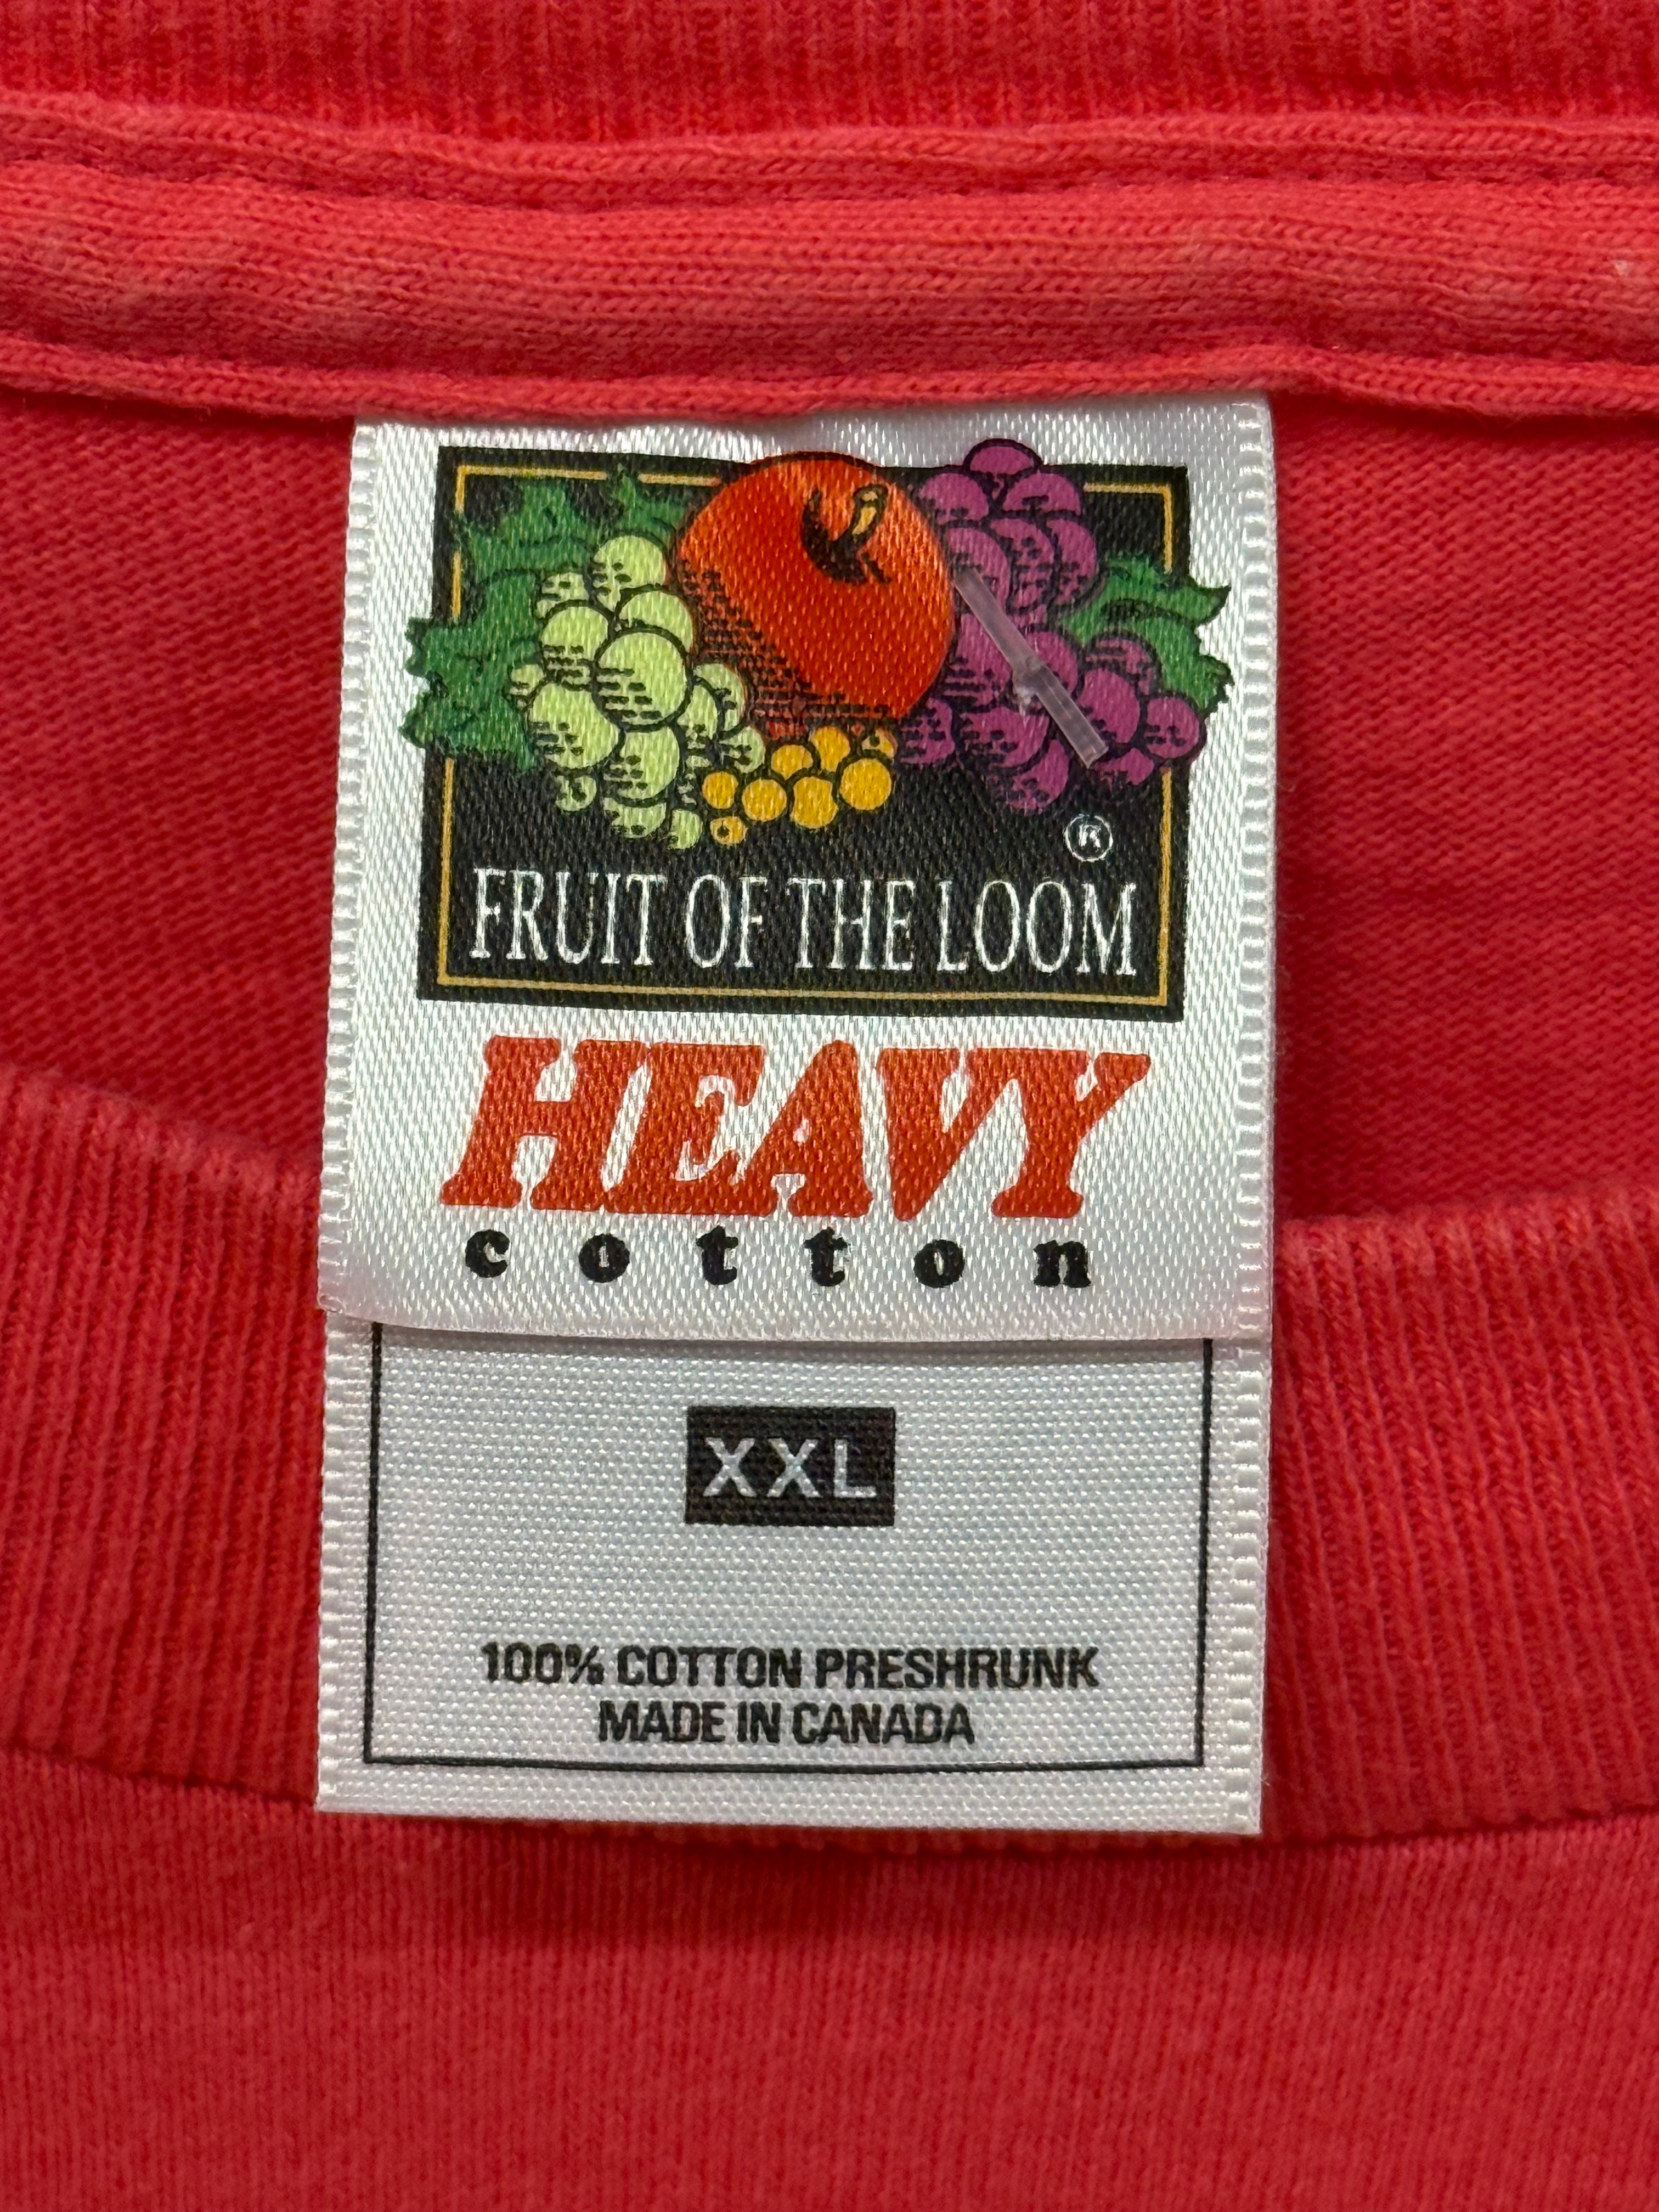 ®
FRUIT OF THE LOOM
HEAVY
cotton
XXL
100% COTTON PRESHRUNK
MADE IN CANADA